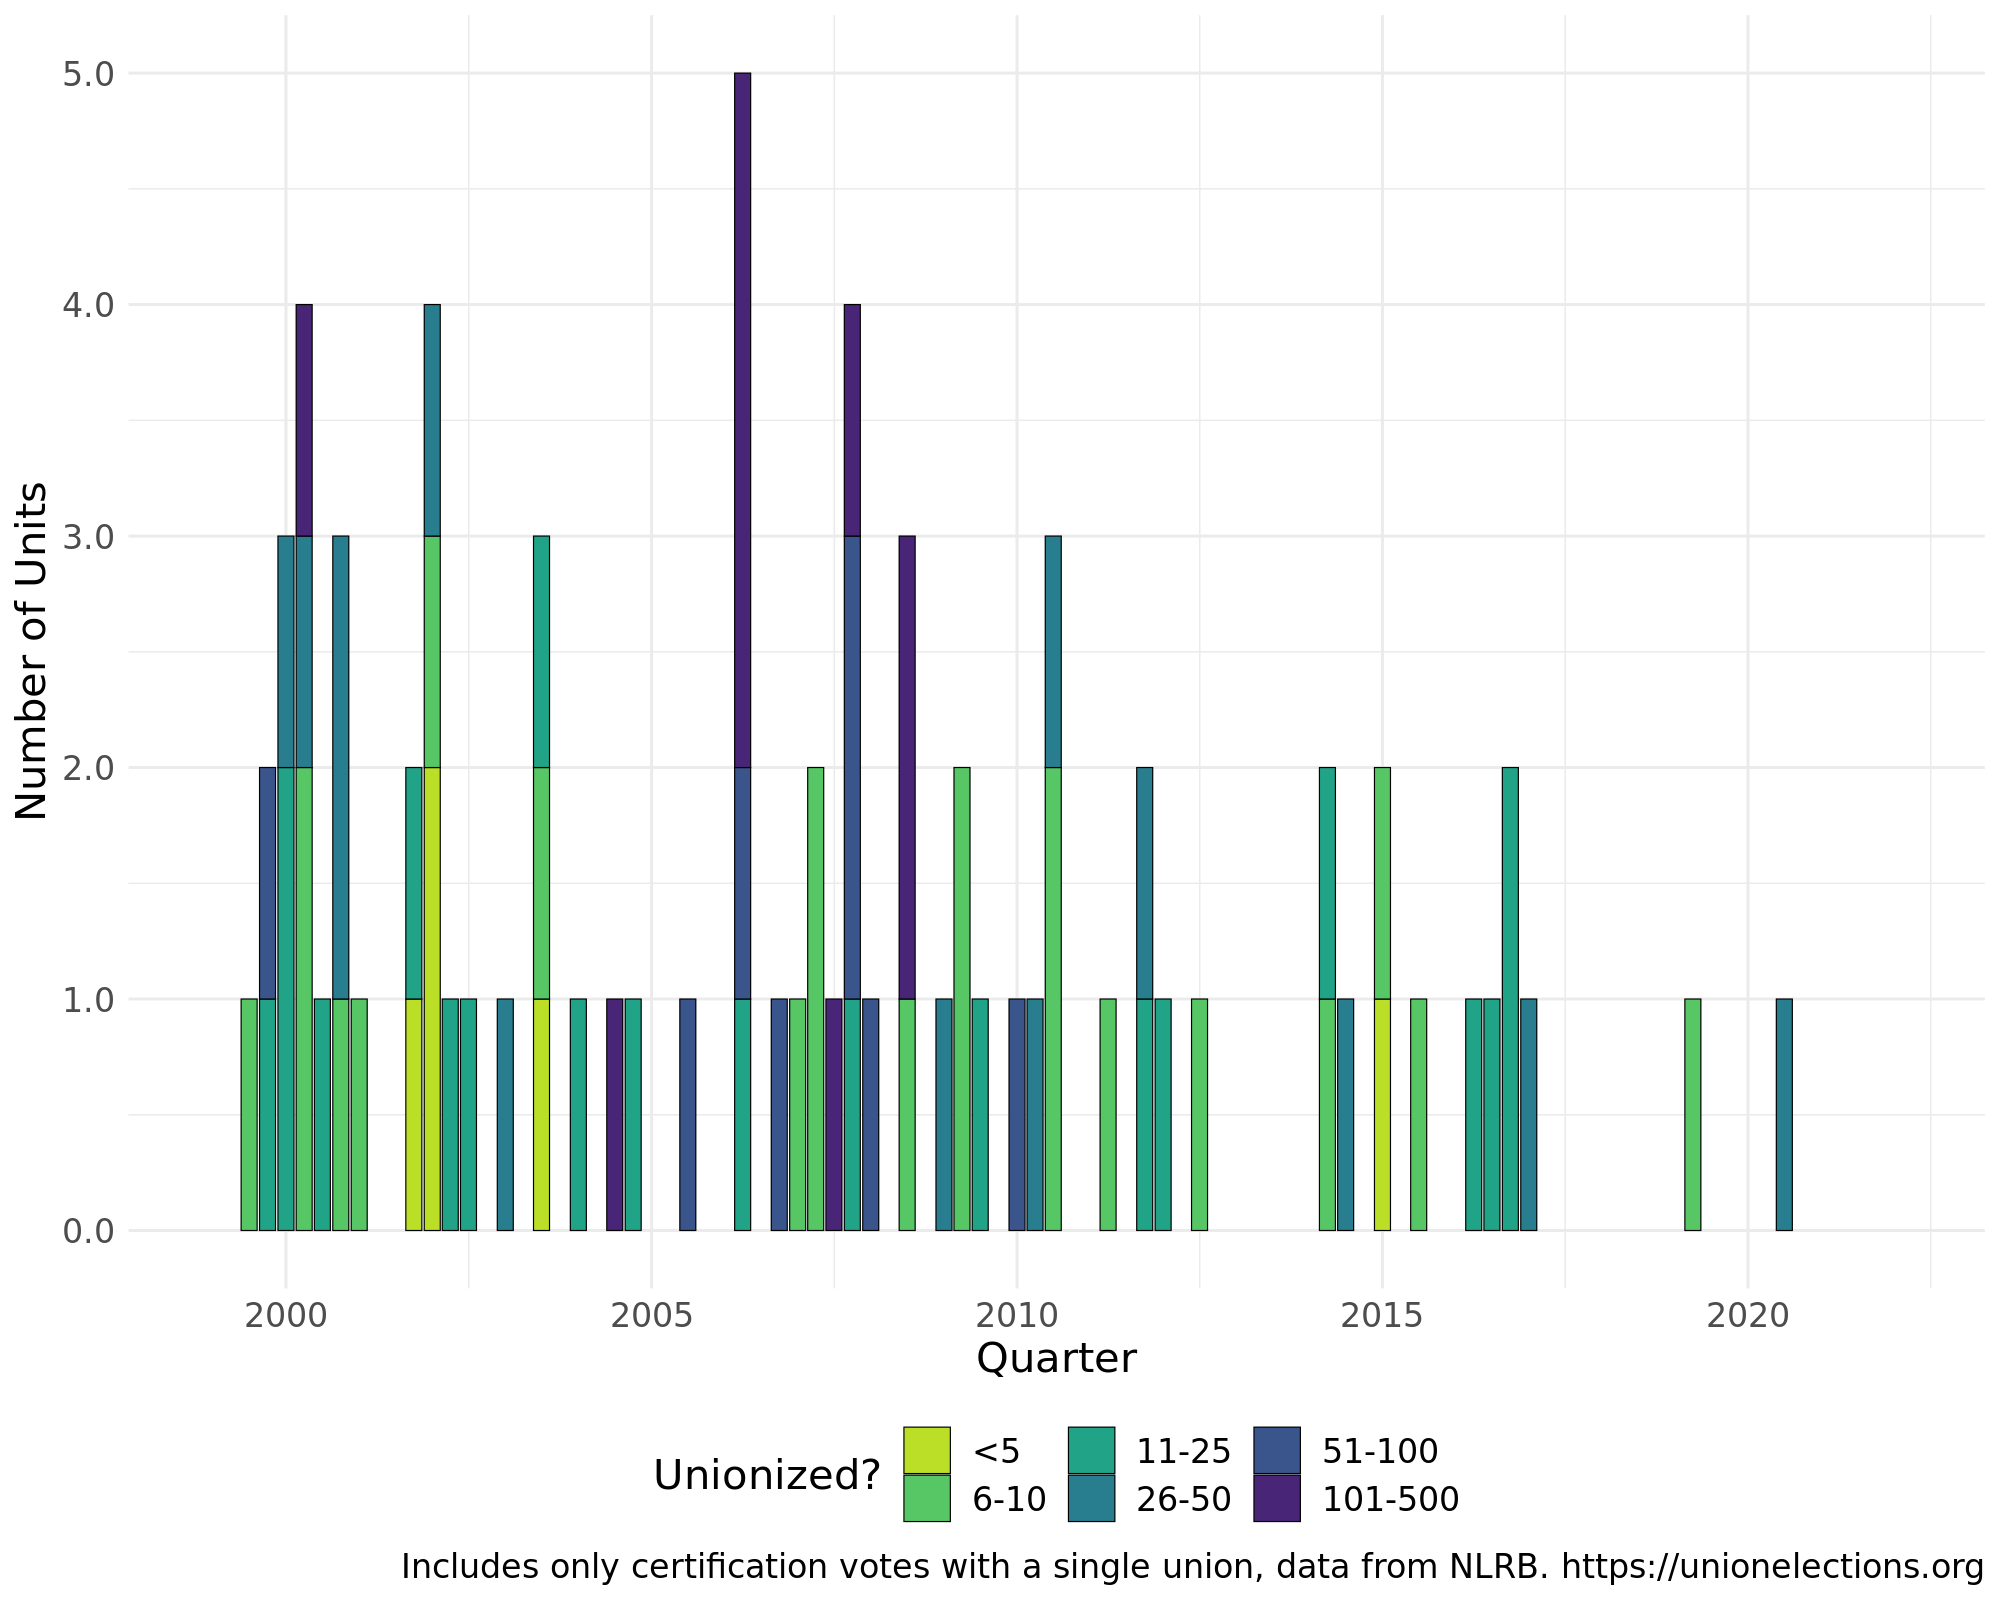 5.0
4.0
3.0
2.0
1.0
0.0
Number of Units
2000 2005 2010 2015 2020
Quarter
Unionized?
<5 11-25 51-100
6-10 26-50 101-500
Includes only certification votes with a single union, data from NLRB. https://unionelections.org